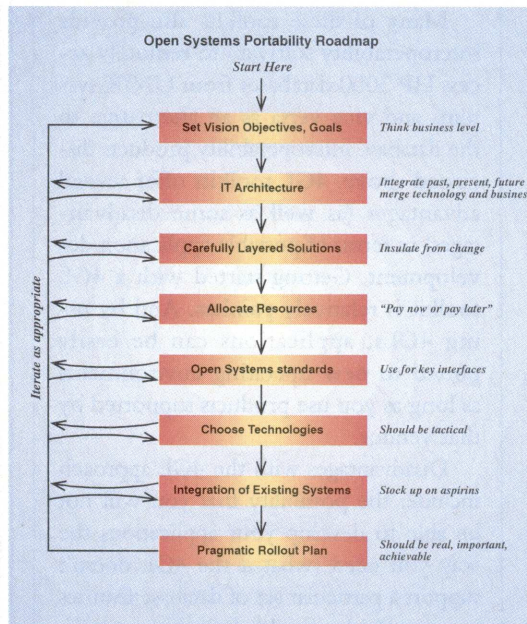 Open Systems Portability Roadmap
Start Here
Set Vision Objectives, Goals
Think business level
IT Architecture
Integrate past, present, future
merge technology and busines
Carefully Layered Solutions
Insulate from change
Allocate Resources
"Pay now or pay later"
Open Systems standards
Use for key interfaces
Choose Technologies
Should be tactical
Integration of Existing Systems
Stock up on aspirins
Pragmatic Rollout Plan
Should be real, important,
achievable
Iterate as appropriate